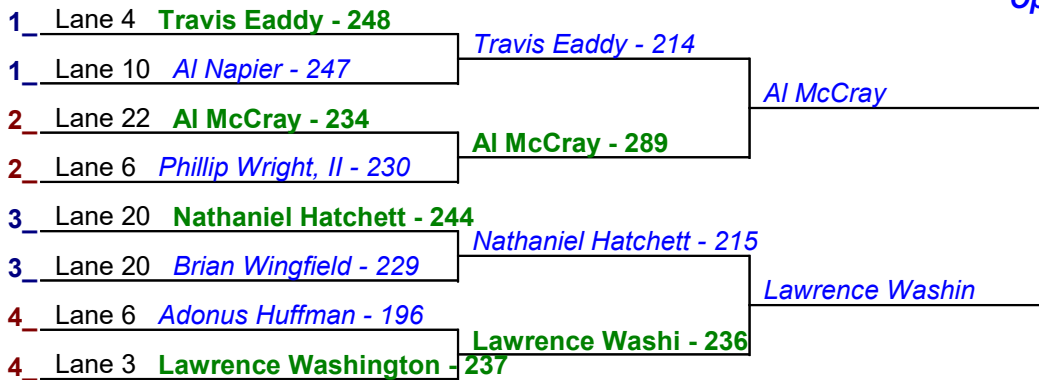 1_ Lane 4 Travis Eaddy - 248
1_ Lane 10 Al Napier - 247
2_ Lane 22 Al McCray - 234
2_ Lane 6 Phillip Wright, II - 230
3_ Lane 20 Nathaniel Hatchett - 244
3_ Lane 20 Brian Wingfield - 229
4_ Lane 6 Adonus Huffman - 196
4_ Lane 3 Lawrence Washington - 237
Travis Eaddy - 214
Al McCray - 289
Nathaniel Hatchett - 215
Lawrence Washi - 236
Al McCray
Lawrence Washin